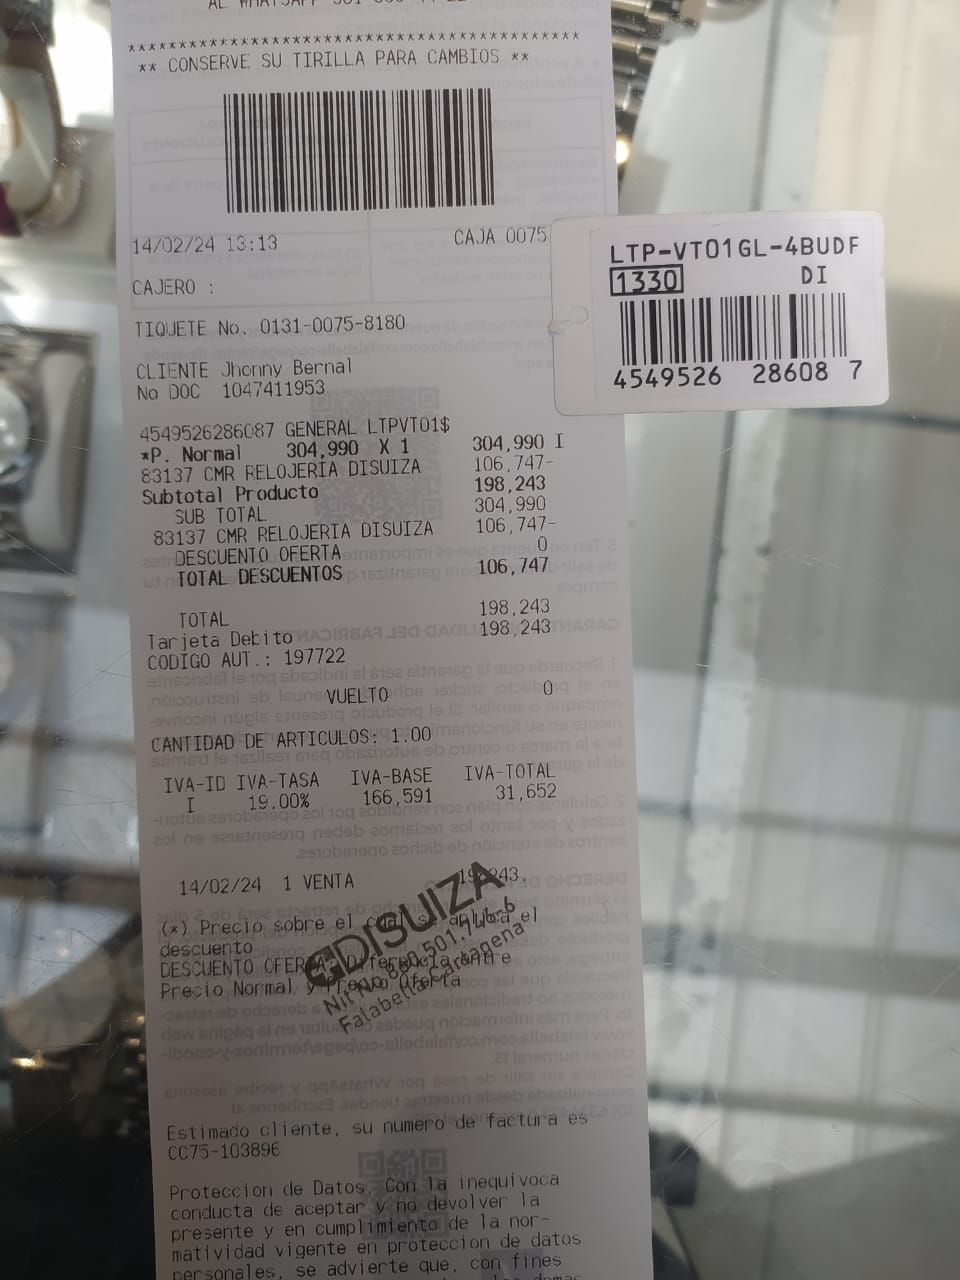 ** CONSERVE SU TIRILLA PARA CAMBIOS **
14/02/24 13:13 CAJA 0075
CAJERO :
TIQUETE No. 0131-0075-8180
CLIENTE Jhonny Bernal
No DOC 1047411953
4549526286087 GENERAL LTPVT01$
*P. Normal 304,990 X 1 304,990 I
83137 CMR RELOJERIA DISUIZA 106,747-
Subtotal Producto 198,243
SUB TOTAL 304,990
83137 CMR RELOJERIA DISUIZA 106,747-
DESCUENTO OFERTA 0
TOTAL DESCUENTOS 106,747
TOTAL 198,243
Tarjeta Debito 198,243
CODIGO AUT.: 197722
VUELTO 0
CANTIDAD DE ARTICULOS: 1.00
IVA-ID IVA-TASA IVA-BASE IVA-TOTAL
I 19.00% 166,591 31,652
14/02/24 1 VENTA 198,243.
(*) Precio sobre el cual se aplica el
descuento
DESCUENTO OFERTA: Diferencia entre
Precio Normal y Precio Oferta
DISUIZA
Nit No. 860.501.746-6
Falabella Cartagena
Estimado cliente, su numero de factura es
CC75-103896
Proteccion de Datos. Con la inequivoca
conducta de aceptar y no devolver la
presente y en cumplimiento de la nor-
matividad vigente en proteccion de datos
personales, se advierte que, con fines
LTP-VT01GL-4BUDF
1330 DI
4549526 28608 7